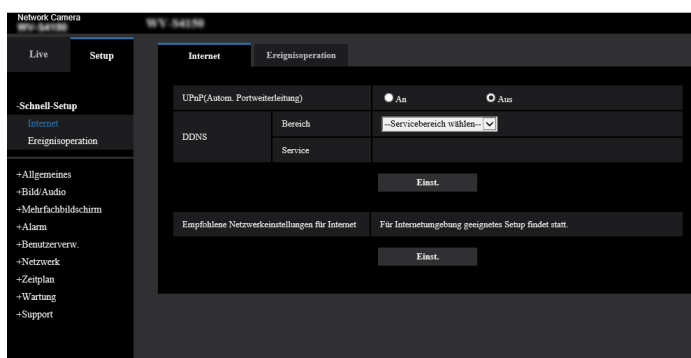 Network Camera
Live
Setup
-Schnell-Setup
Internet
Ereignisoperation
+Allgemeines
+Bild/Audio
+Mehrfachbildschirm
+Alarm
+Benutzerverw.
+Netzwerk
+Zeitplan
+Wartung
+Support
Internet
Ereignisoperation
UPnP(Autom. Portweiterleitung)
An
Aus
DDNS
Bereich
--Servicebereich wählen--
Service
Einst.
Empfohlene Netzwerkeinstellungen für Internet
Für Internetumgebung geeignetes Setup findet statt.
Einst.